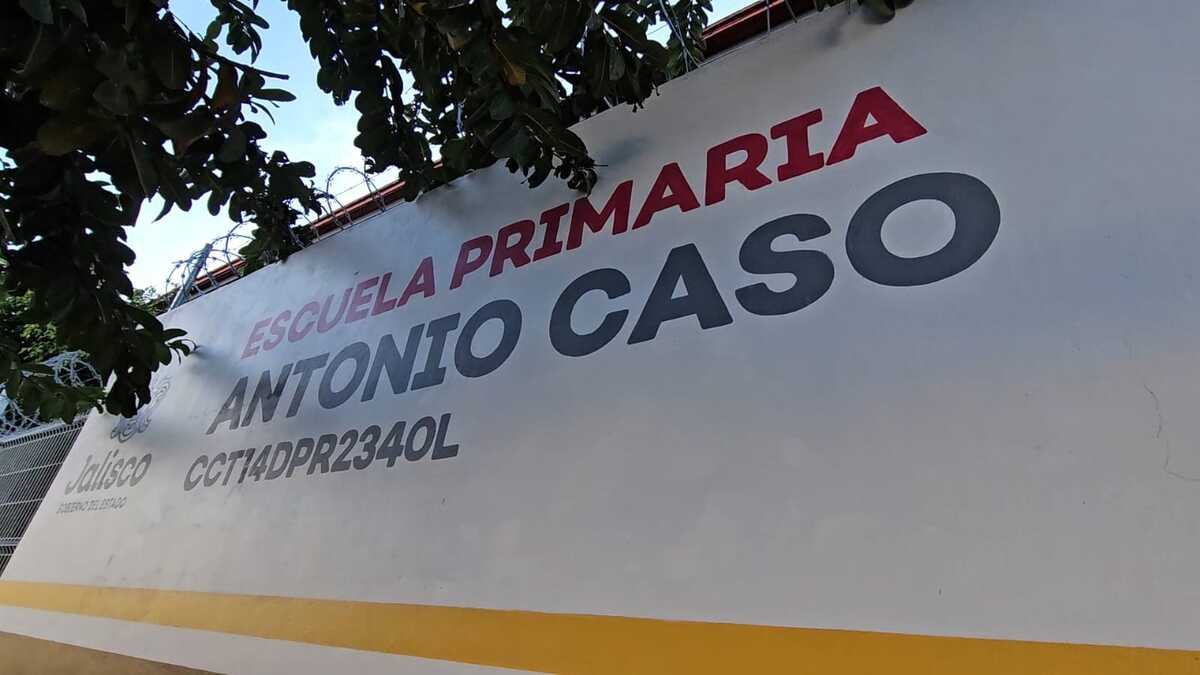 ESCUELA PRIMARIA
ANTONIO CASO
CCT14DPR2340L
Jalisco
GOBIERNO DEL ESTADO